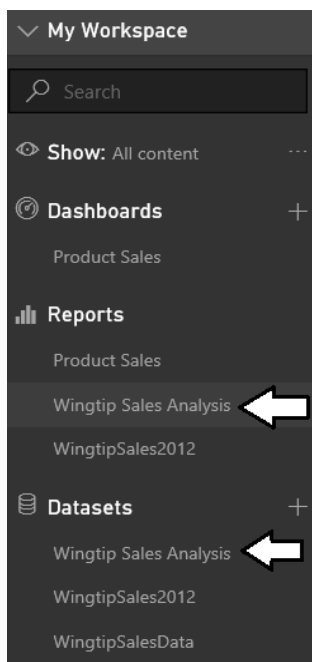 My Workspace
Search
Show: All content
Dashboards
Product Sales
Reports
Product Sales
Wingtip Sales Analysis
WingtipSales2012
Datasets
Wingtip Sales Analysis
WingtipSales2012
WingtipSalesData